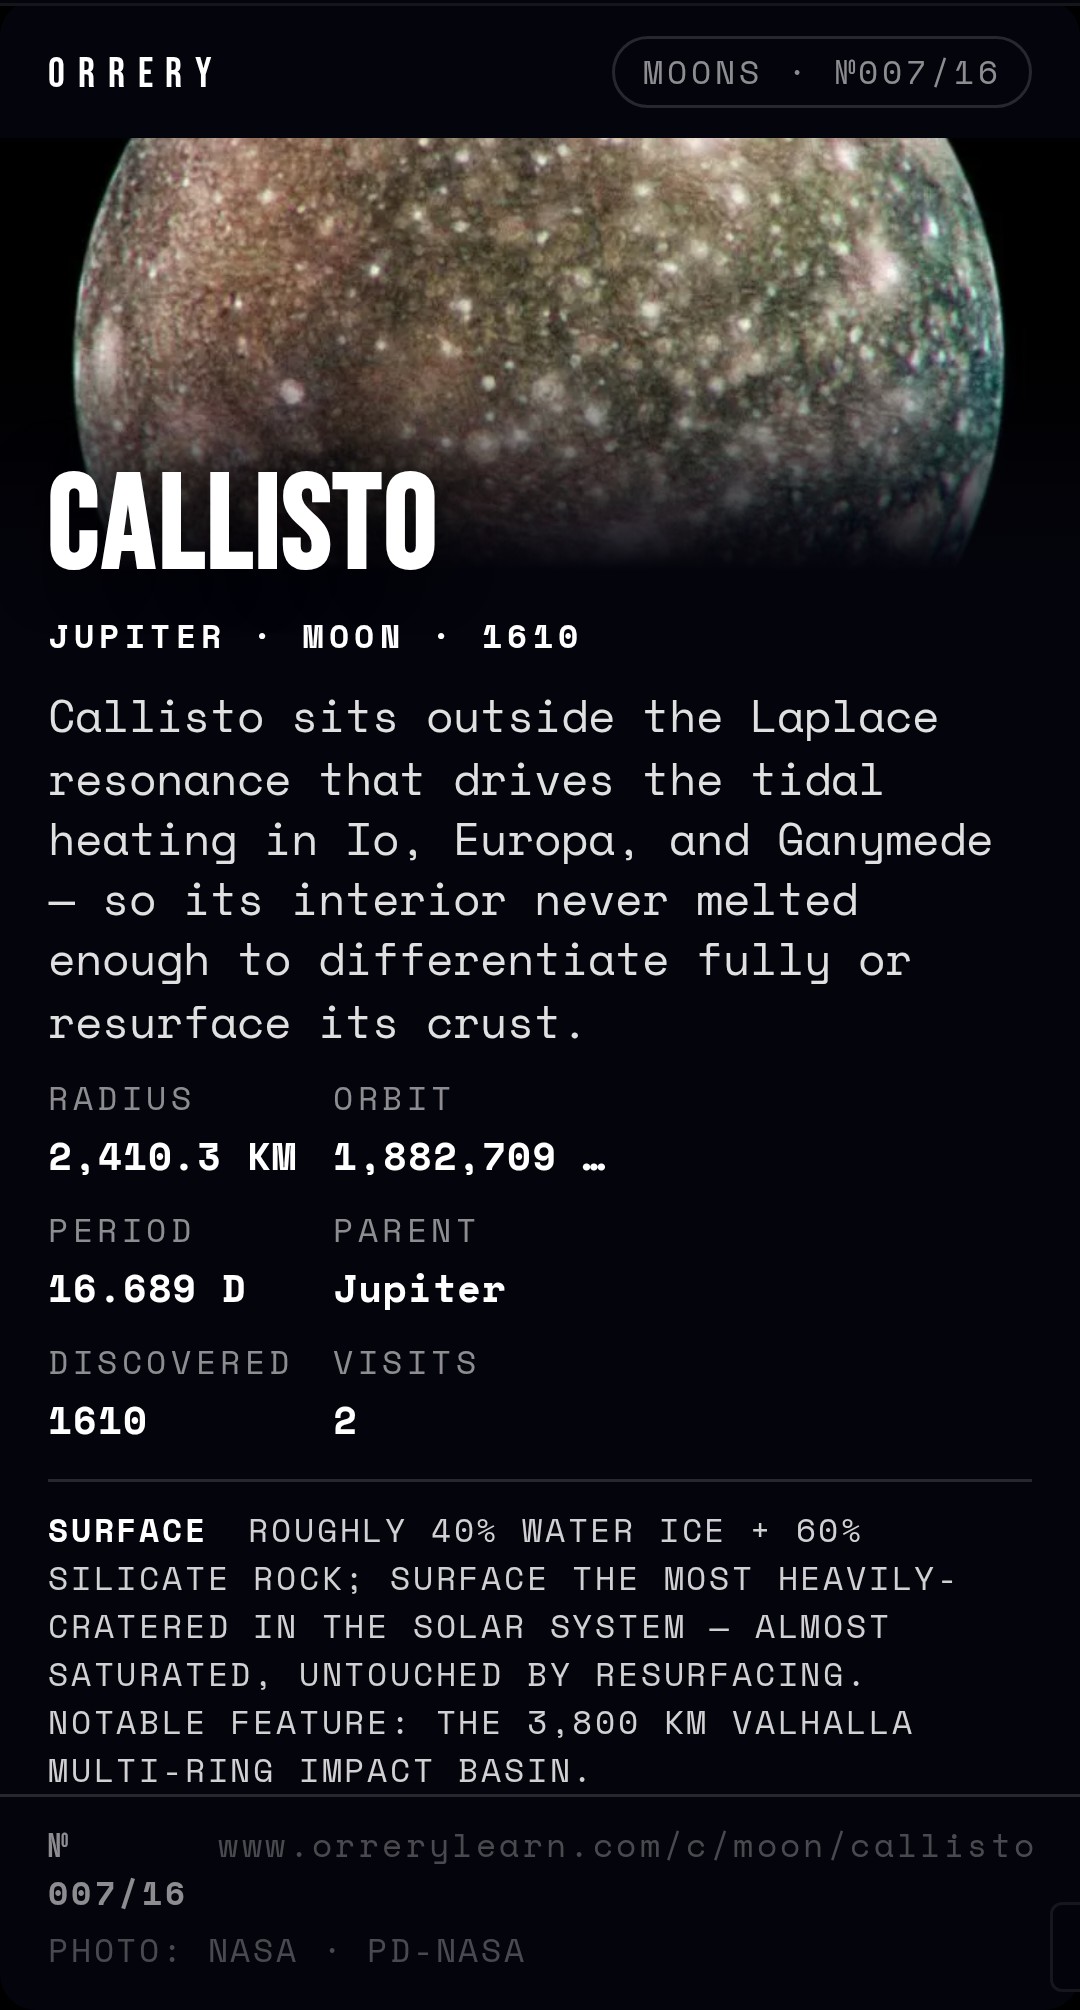 ORRERY
MOONS · №007/16
CALLISTO
JUPITER · MOON · 1610
Callisto sits outside the Laplace
resonance that drives the tidal
heating in Io, Europa, and Ganymede
— so its interior never melted
enough to differentiate fully or
resurface its crust.
RADIUS ORBIT
2,410.3 KM 1,882,709 …
PERIOD PARENT
16.689 D Jupiter
DISCOVERED VISITS
1610 2
SURFACE ROUGHLY 40% WATER ICE + 60%
SILICATE ROCK; SURFACE THE MOST HEAVILY-
CRATERED IN THE SOLAR SYSTEM — ALMOST
SATURATED, UNTOUCHED BY RESURFACING.
NOTABLE FEATURE: THE 3,800 KM VALHALLA
MULTI-RING IMPACT BASIN.
№ www.orrerylearn.com/c/moon/callisto
007/16
PHOTO: NASA · PD-NASA